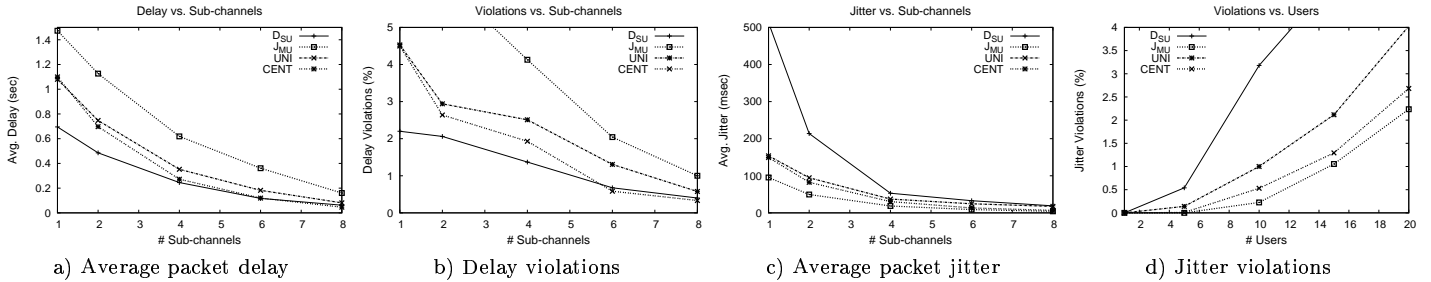 Delay vs. Sub-channels
1.4
1.2
1
0.8
0.6
0.4
0.2
0
Avg. Delay (sec)
D_SU
J_MU
UNI
CENT
1 2 3 4 5 6 7 8
# Sub-channels
a) Average packet delay
Violations vs. Sub-channels
5
4
3
2
1
0
Delay Violations (%)
D_SU
J_MU
UNI
CENT
1 2 3 4 5 6 7 8
# Sub-channels
b) Delay violations
Jitter vs. Sub-channels
500
400
300
200
100
0
Avg. Jitter (msec)
D_SU
J_MU
UNI
CENT
1 2 3 4 5 6 7 8
# Sub-channels
c) Average packet jitter
Violations vs. Users
4
3.5
3
2.5
2
1.5
1
0.5
0
Jitter Violations (%)
D_SU
J_MU
UNI
CENT
2 4 6 8 10 12 14 16 18 20
# Users
d) Jitter violations